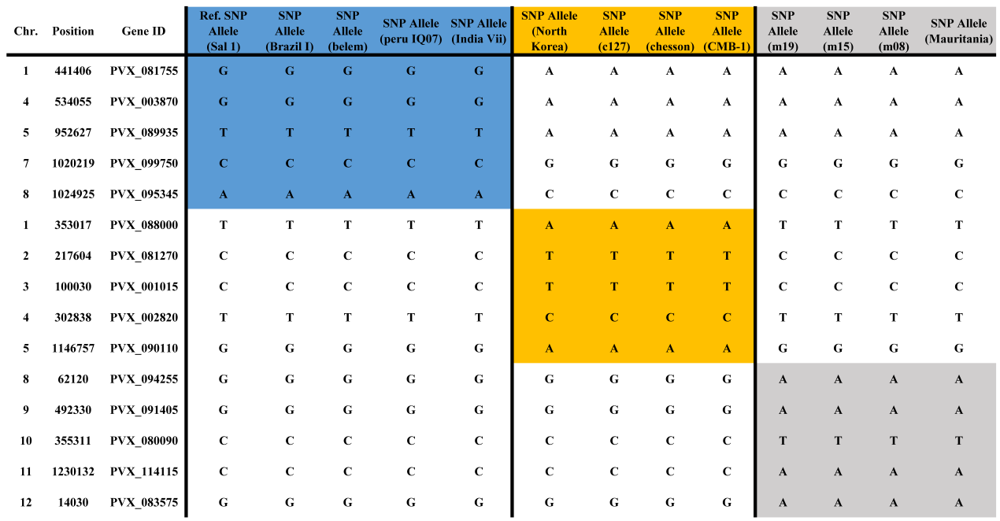 Chr. Position Gene ID Ref. SNP Allele (Sal 1) SNP Allele (Brazil I) SNP Allele (belem) SNP Allele (peru IQ07) SNP Allele (India Vii) SNP Allele (North Korea) SNP Allele (c127) SNP Allele (chesson) SNP Allele (CMB-1) SNP Allele (m19) SNP Allele (m15) SNP Allele (m08) SNP Allele (Mauritania)
1 441406 PVX_081755 G G G G G A A A A A A A A
4 534055 PVX_003870 G G G G G A A A A A A A A
5 952627 PVX_089935 T T T T T A A A A A A A A
7 1020219 PVX_099750 C C C C C G G G G G G G G
8 1024925 PVX_095345 A A A A A C C C C C C C C
1 353017 PVX_088000 T T T T T A A A A T T T T
2 217604 PVX_081270 C C C C C T T T T C C C C
3 100030 PVX_001015 C C C C C T T T T C C C C
4 302838 PVX_002820 T T T T T C C C C T T T T
5 1146757 PVX_090110 G G G G G A A A A G G G G
8 62120 PVX_094255 G G G G G G G G G A A A A
9 492330 PVX_091405 G G G G G G G G G A A A A
10 355311 PVX_080090 C C C C C C C C C T T T T
11 1230132 PVX_114115 C C C C C C C C C A A A A
12 14030 PVX_083575 G G G G G G G G G A A A A